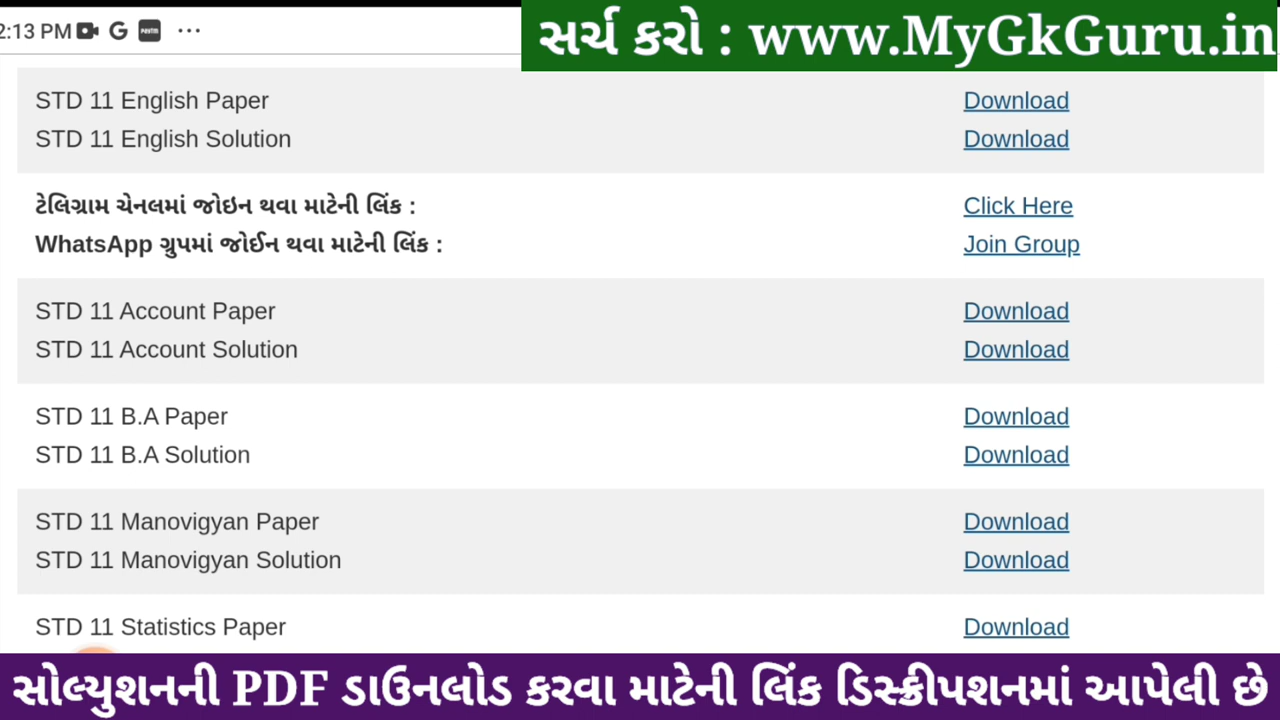 2:13 PM G Paytm ...
સર્ચ કરો : www.MyGkGuru.in
STD 11 English Paper Download
STD 11 English Solution Download
ટેલિગ્રામ ચેનલમાં જોઇન થવા માટેની લિંક : Click Here
WhatsApp ગ્રુપમાં જોઈન થવા માટેની લિંક : Join Group
STD 11 Account Paper Download
STD 11 Account Solution Download
STD 11 B.A Paper Download
STD 11 B.A Solution Download
STD 11 Manovigyan Paper Download
STD 11 Manovigyan Solution Download
STD 11 Statistics Paper Download
સોલ્યુશનની PDF ડાઉનલોડ કરવા માટેની લિંક ડિસ્ક્રીપશનમાં આપેલી છે